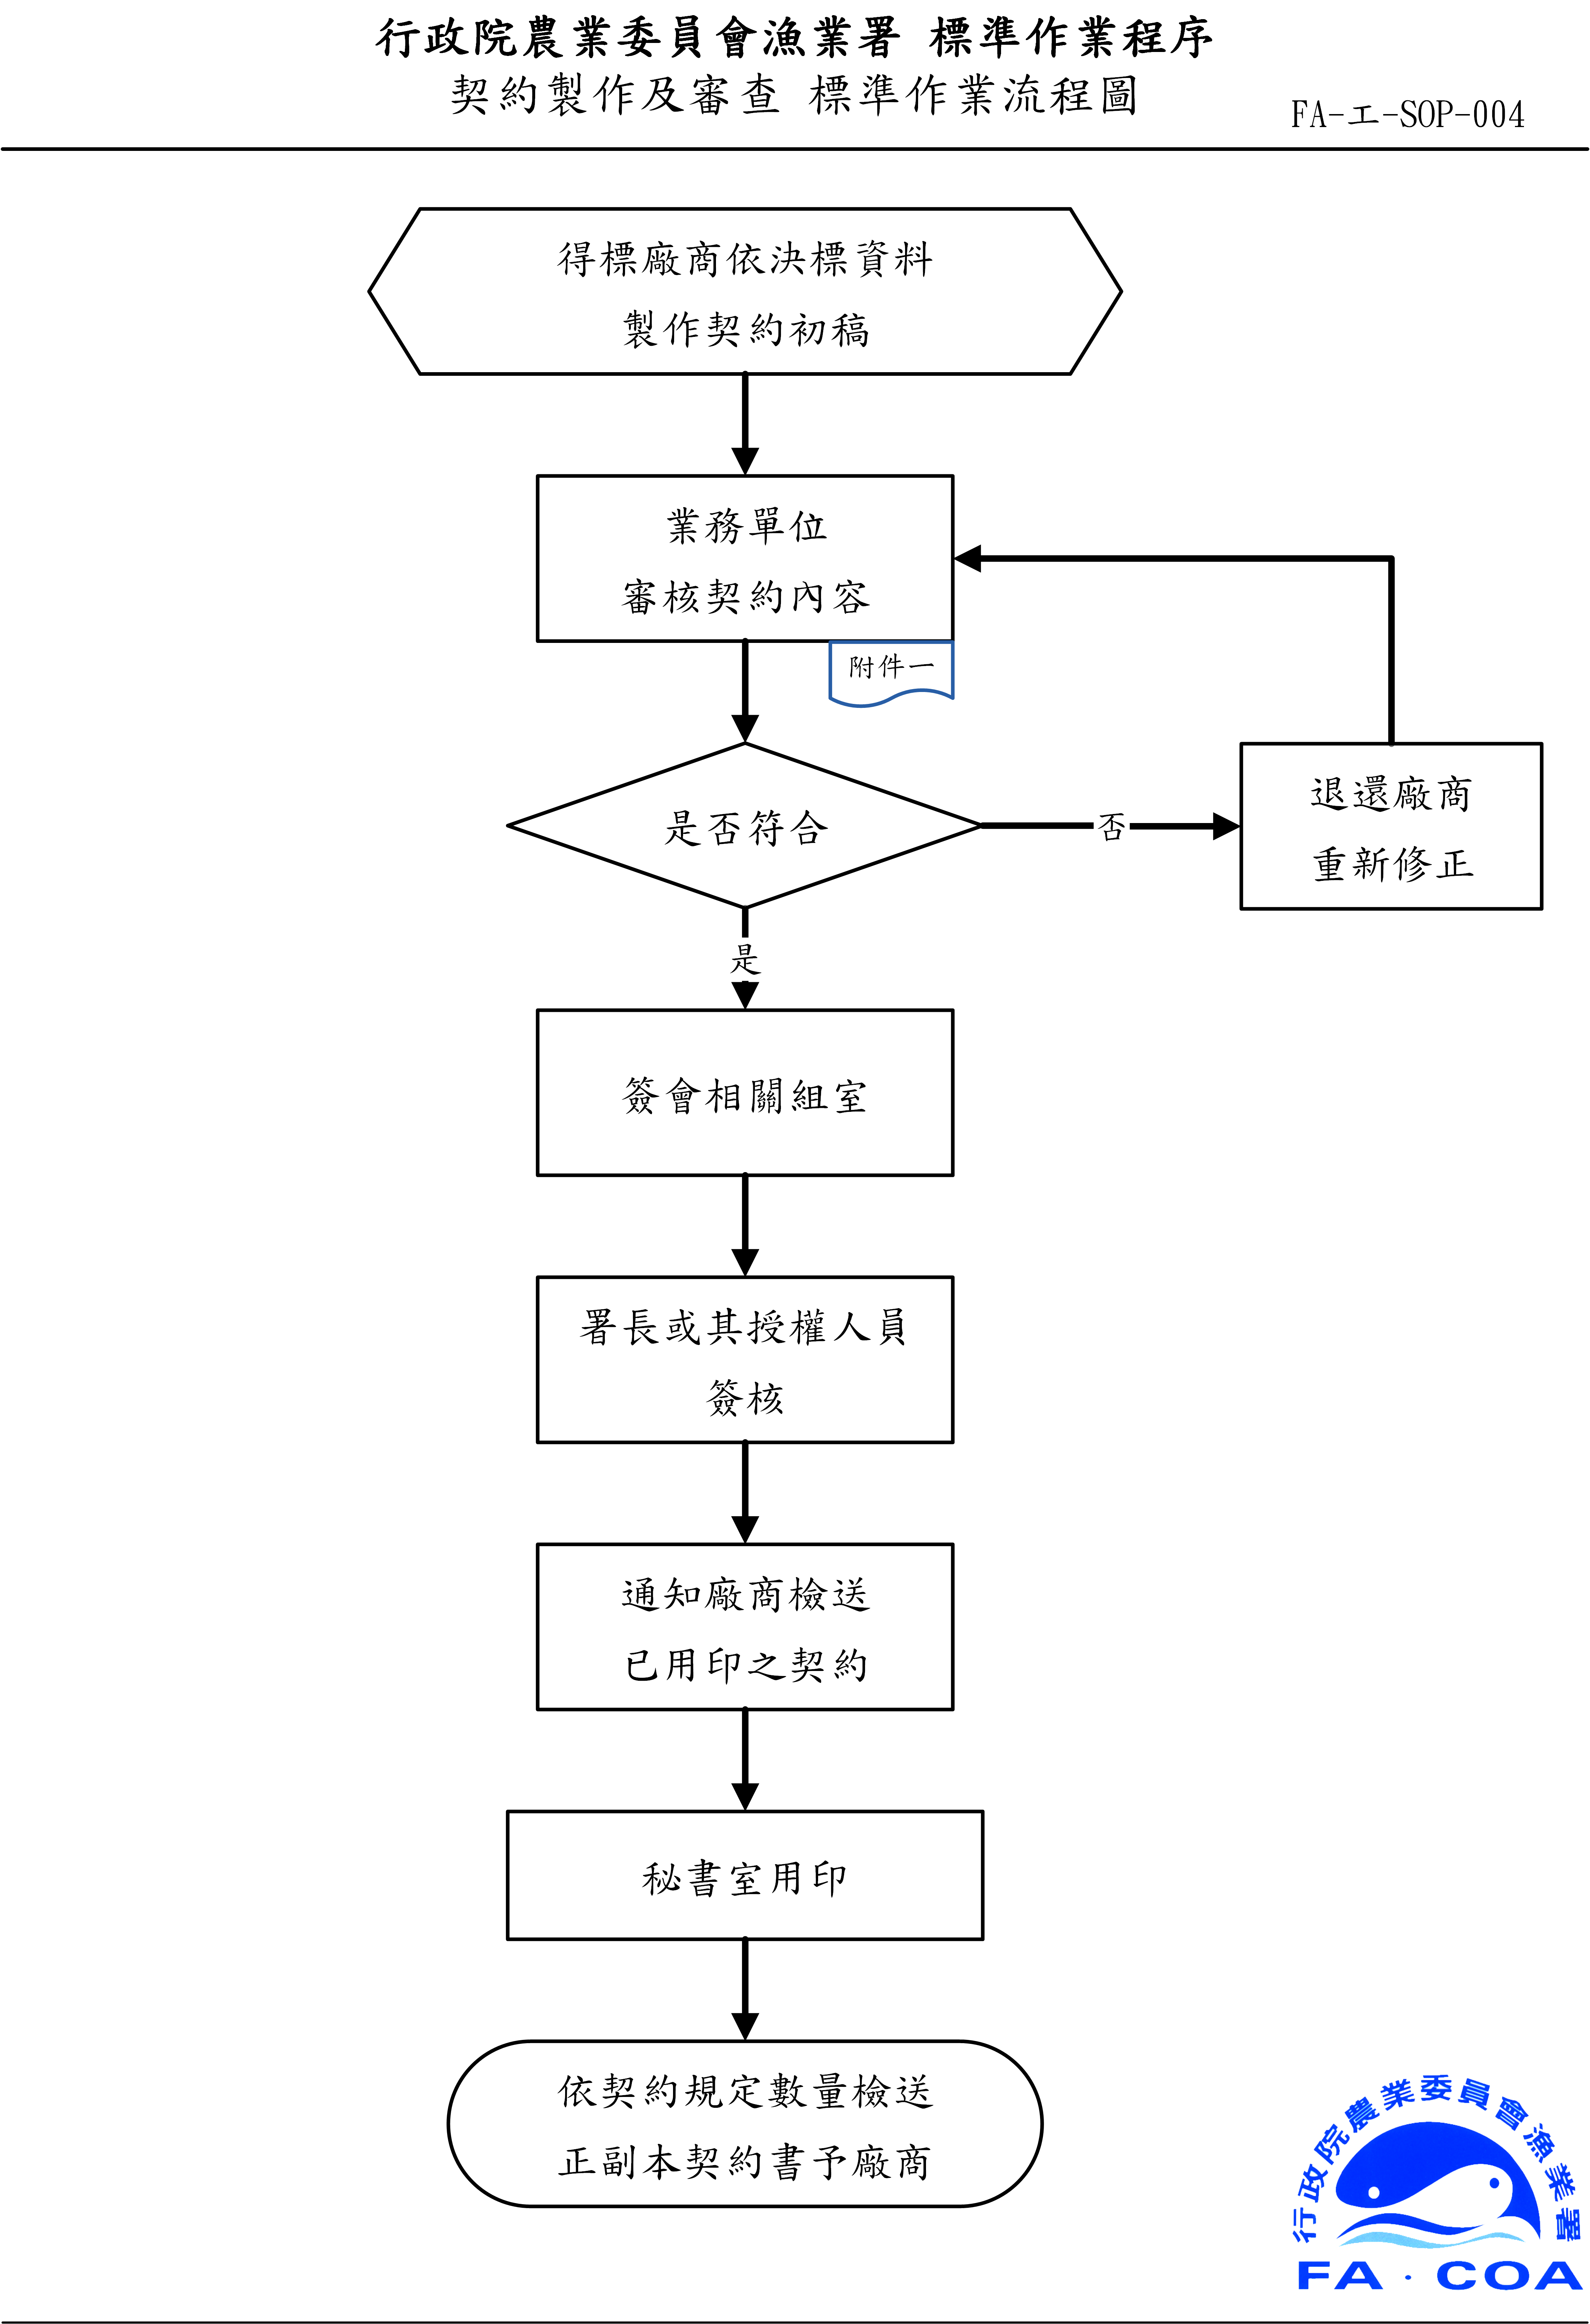 行政院農業委員會漁業署 標準作業程序
契約製作及審查 標準作業流程圖
FA-工-SOP-004
得標廠商依決標資料
製作契約初稿
業務單位
審核契約內容
附件一
是否符合
否
退還廠商
重新修正
是
簽會相關組室
署長或其授權人員
簽核
通知廠商檢送
已用印之契約
秘書室用印
依契約規定數量檢送
正副本契約書予廠商
行政院農業委員會漁業署
FA·COA